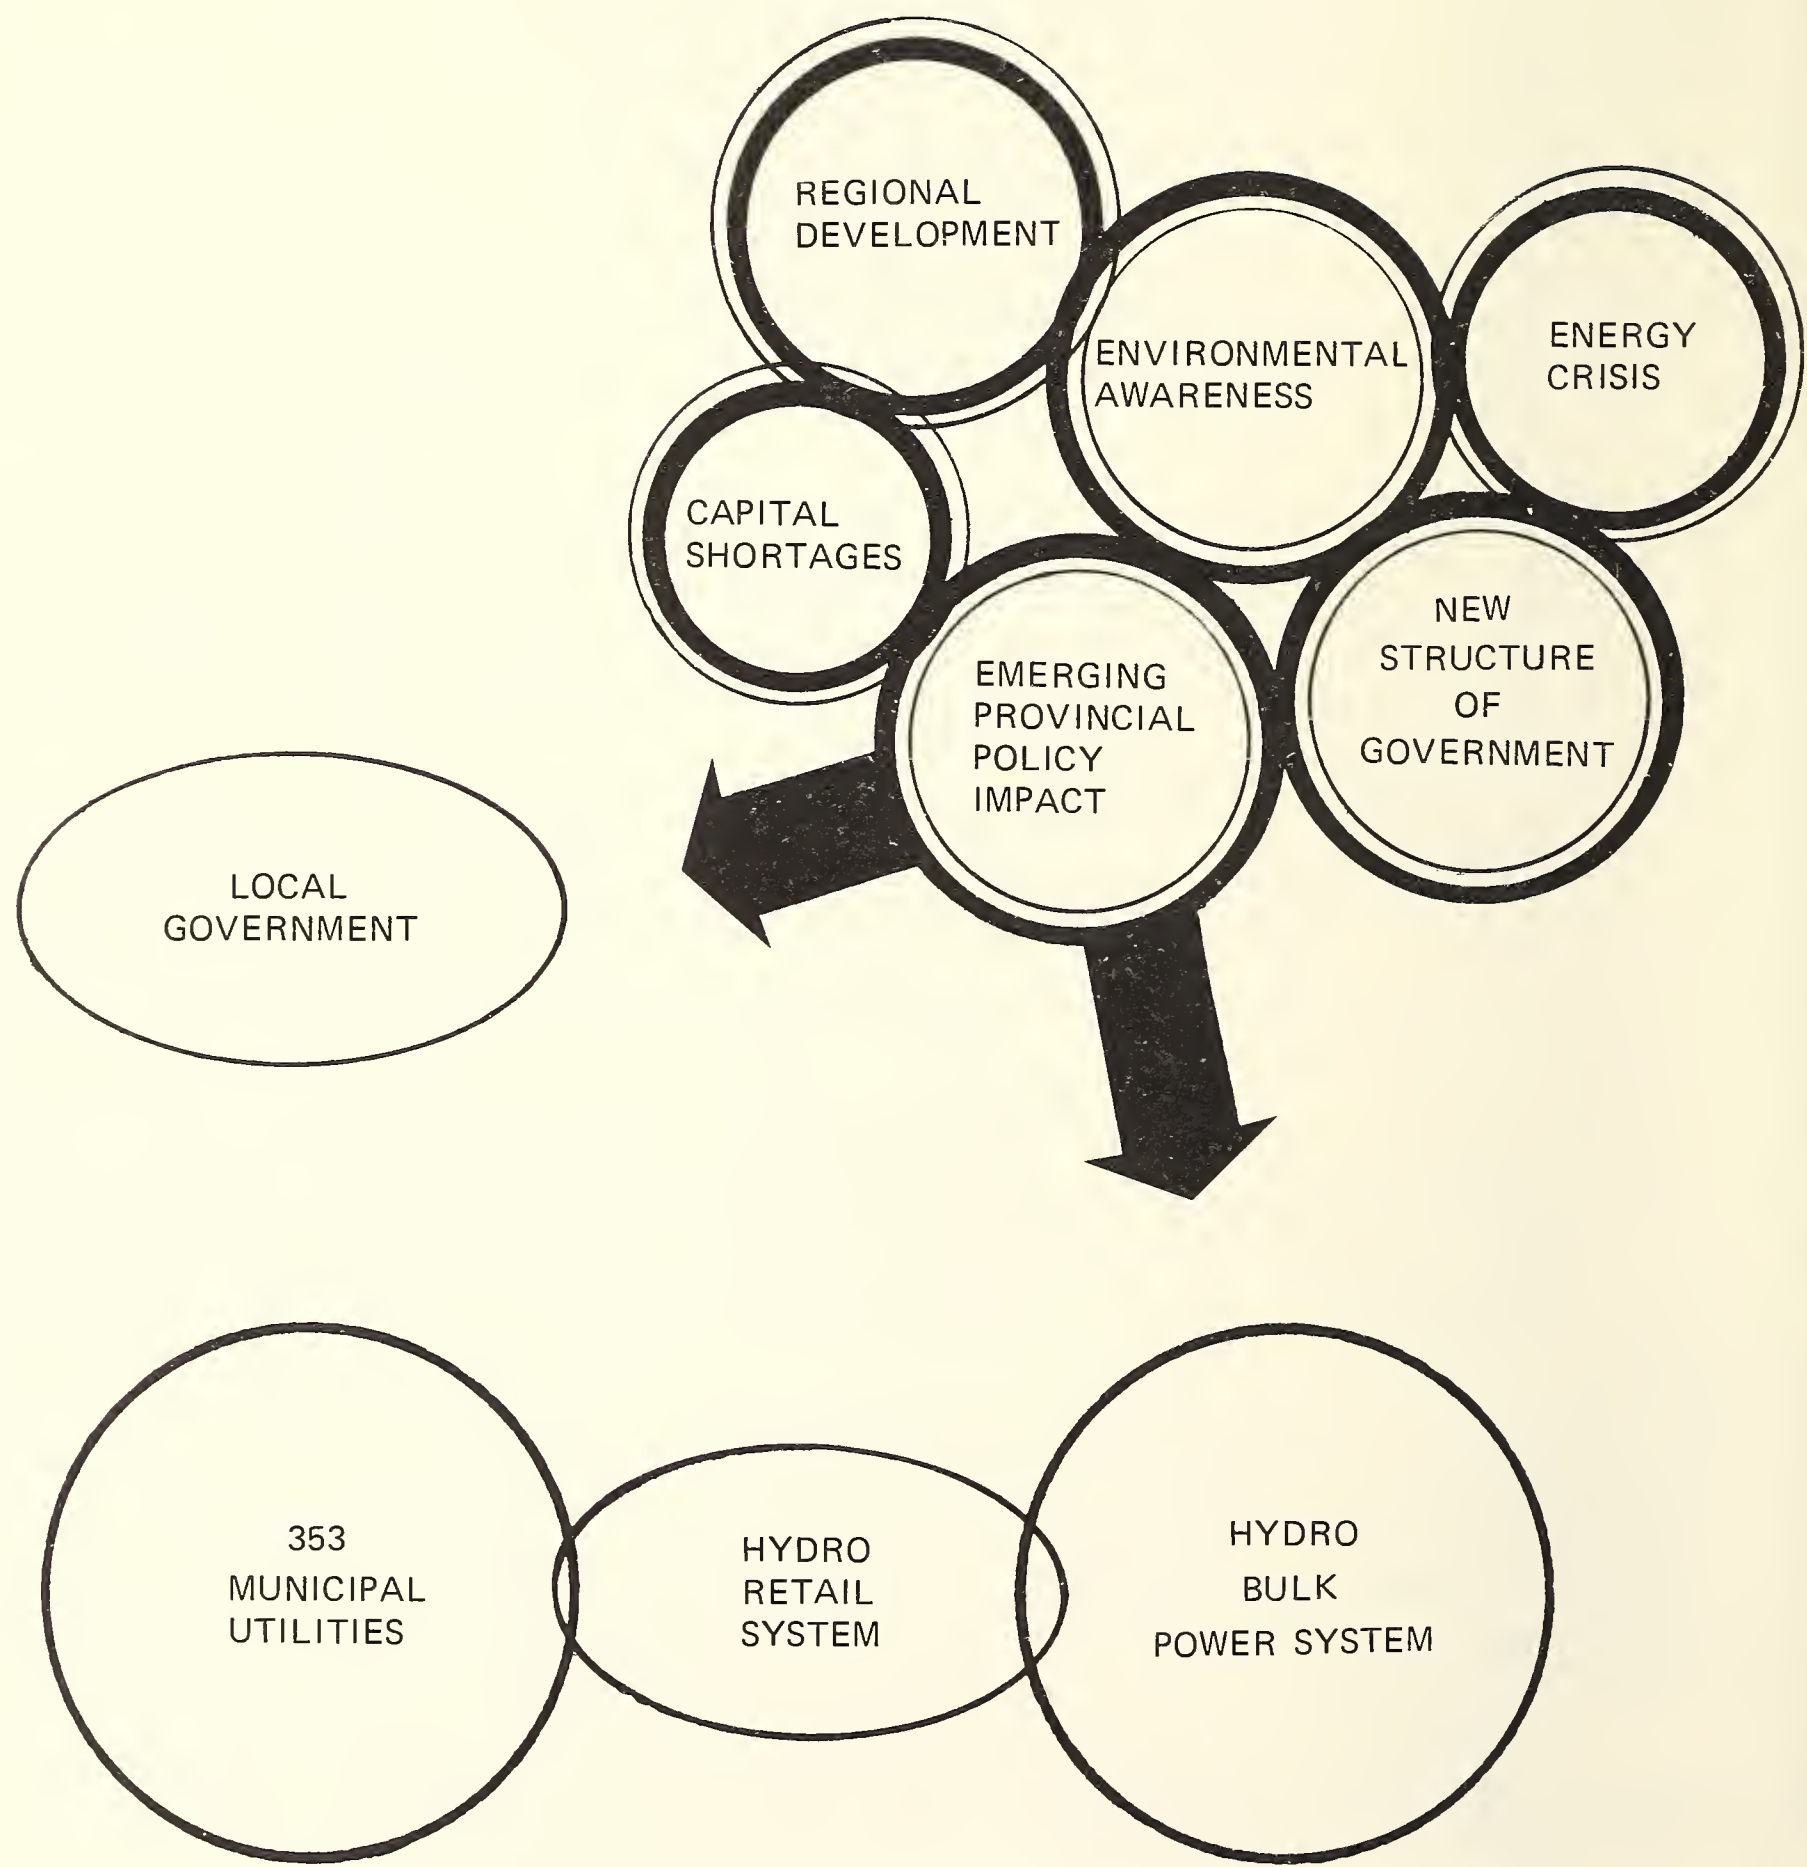 REGIONAL
DEVELOPMENT
ENVIRONMENTAL
AWARENESS
ENERGY
CRISIS
CAPITAL
SHORTAGES
EMERGING
PROVINCIAL
POLICY
IMPACT
NEW
STRUCTURE
OF
GOVERNMENT
LOCAL
GOVERNMENT
353
MUNICIPAL
UTILITIES
HYDRO
RETAIL
SYSTEM
HYDRO
BULK
POWER SYSTEM